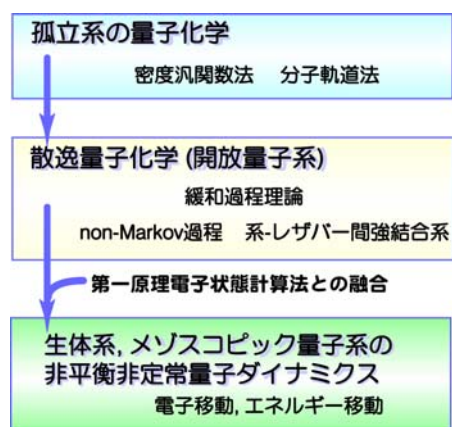 孤立系の量子化学
密度汎関数法 分子軌道法
散逸量子化学 (開放量子系)
緩和過程理論
non-Markov過程 系-レザバー間強結合系
第一原理電子状態計算法との融合
生体系, メゾスコピック量子系の
非平衡非定常量子ダイナミクス
電子移動, エネルギー移動